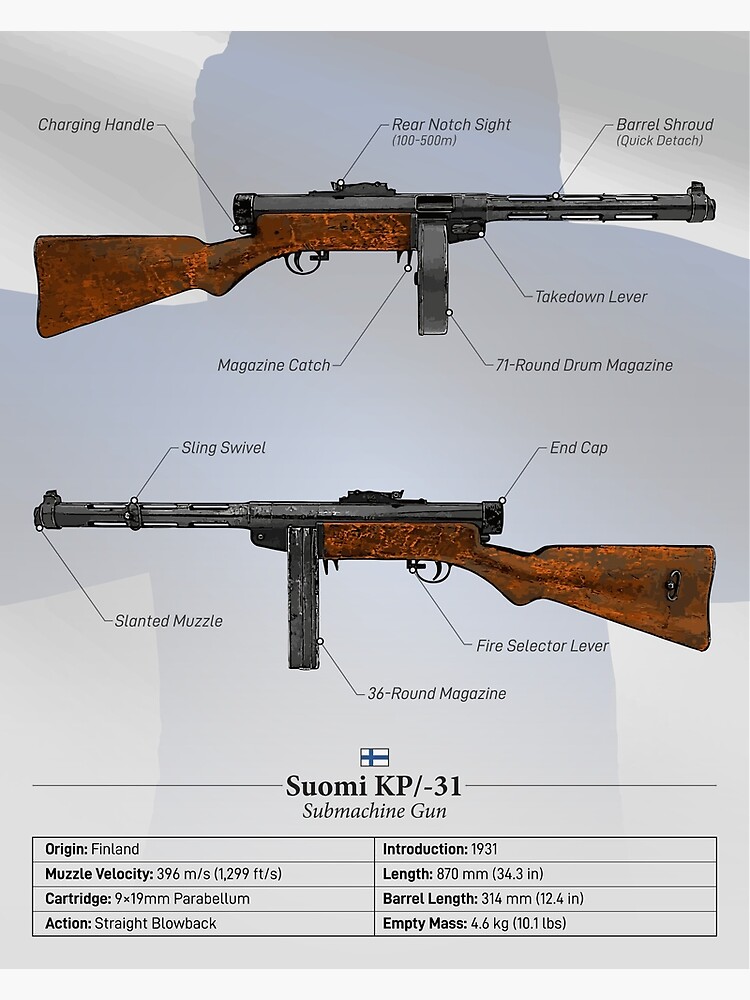 Charging Handle
Rear Notch Sight
(100-500m)
Barrel Shroud
(Quick Detach)
Takedown Lever
Magazine Catch
71-Round Drum Magazine
Sling Swivel
End Cap
Slanted Muzzle
Fire Selector Lever
36-Round Magazine
Suomi KP/-31
Submachine Gun
Origin: Finland
Introduction: 1931
Muzzle Velocity: 396 m/s (1,299 ft/s)
Length: 870 mm (34.3 in)
Cartridge: 9×19mm Parabellum
Barrel Length: 314 mm (12.4 in)
Action: Straight Blowback
Empty Mass: 4.6 kg (10.1 lbs)